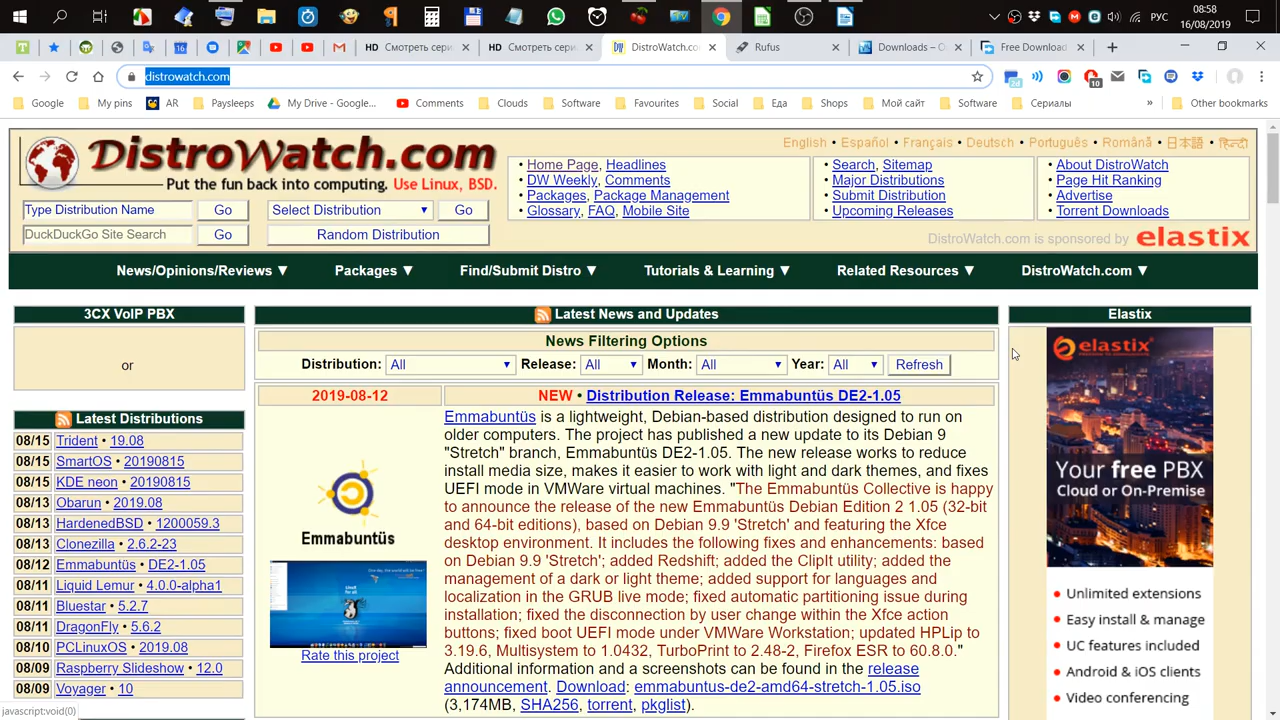 08:58
РУС
16/08/2019
HD Смотреть сери
HD Смотреть сери
DistroWatch.co
Rufus
Downloads – O
Free Download
distrowatch.com
10
Google
My pins
AR
Paysleeps
My Drive - Google...
Comments
Clouds
Software
Favourites
Social
Еда
Shops
Мой сайт
Software
Сериалы
»
Other bookmarks
DistroWatch.com
Put the fun back into computing. Use Linux, BSD.
English • Español • Français • Deutsch • Português • Română • 日本語 • हिन्दी
• Home Page, Headlines
• DW Weekly, Comments
• Packages, Package Management
• Glossary, FAQ, Mobile Site
• Search, Sitemap
• Major Distributions
• Submit Distribution
• Upcoming Releases
• About DistroWatch
• Page Hit Ranking
• Advertise
• Torrent Downloads
Type Distribution Name Go Select Distribution Go
DuckDuckGo Site Search Go Random Distribution
DistroWatch.com is sponsored by elastix
News/Opinions/Reviews ▼ Packages ▼ Find/Submit Distro ▼ Tutorials & Learning ▼ Related Resources ▼ DistroWatch.com ▼
3CX VoIP PBX
or
Latest Distributions
08/15 Trident • 19.08
08/15 SmartOS • 20190815
08/15 KDE neon • 20190815
08/13 Obarun • 2019.08
08/13 HardenedBSD • 1200059.3
08/13 Clonezilla • 2.6.2-23
08/12 Emmabuntüs • DE2-1.05
08/11 Liquid Lemur • 4.0.0-alpha1
08/11 Bluestar • 5.2.7
08/11 DragonFly • 5.6.2
08/10 PCLinuxOS • 2019.08
08/09 Raspberry Slideshow • 12.0
08/09 Voyager • 10
Latest News and Updates
News Filtering Options
Distribution: All Release: All Month: All Year: All Refresh
2019-08-12
NEW • Distribution Release: Emmabuntüs DE2-1.05
Emmabuntüs
Rate this project
Emmabuntüs is a lightweight, Debian-based distribution designed to run on
older computers. The project has published a new update to its Debian 9
"Stretch" branch, Emmabuntüs DE2-1.05. The new release works to reduce
install media size, makes it easier to work with light and dark themes, and fixes
UEFI mode in VMWare virtual machines. "The Emmabuntüs Collective is happy
to announce the release of the new Emmabuntüs Debian Edition 2 1.05 (32-bit
and 64-bit editions), based on Debian 9.9 'Stretch' and featuring the Xfce
desktop environment. It includes the following fixes and enhancements: based
on Debian 9.9 'Stretch'; added Redshift; added the ClipIt utility; added the
management of a dark or light theme; added support for languages and
localization in the GRUB live mode; fixed automatic partitioning issue during
installation; fixed the disconnection by user change within the Xfce action
buttons; fixed boot UEFI mode under VMWare Workstation; updated HPLip to
3.19.6, Multisystem to 1.0432, TurboPrint to 2.48-2, Firefox ESR to 60.8.0."
Additional information and a screenshots can be found in the release
announcement. Download: emmabuntus-de2-amd64-stretch-1.05.iso
(3,174MB, SHA256, torrent, pkglist).
Elastix
elastix
Your free PBX
Cloud or On-Premise
Unlimited extensions
Easy install & manage
UC features included
Android & iOS clients
Video conferencing
javascript:void(0)